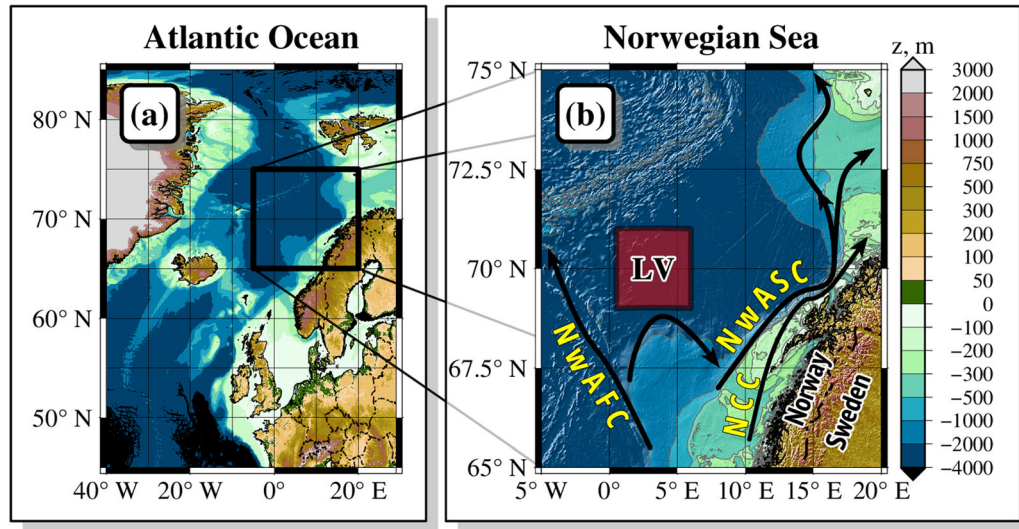 Atlantic Ocean
(a)
80° N
70° N
60° N
50° N
40° W
20° W
0° E
20° E
Norwegian Sea
(b)
75° N
72.5° N
70° N
67.5° N
65° N
5° W
0° E
5° E
10° E
15° E
20° E
LV
NwAFC
NwASC
NCC
Norway
Sweden
z, m
3000
2000
1500
1000
750
500
300
200
100
50
0
−100
−200
−300
−500
−1000
−2000
−4000